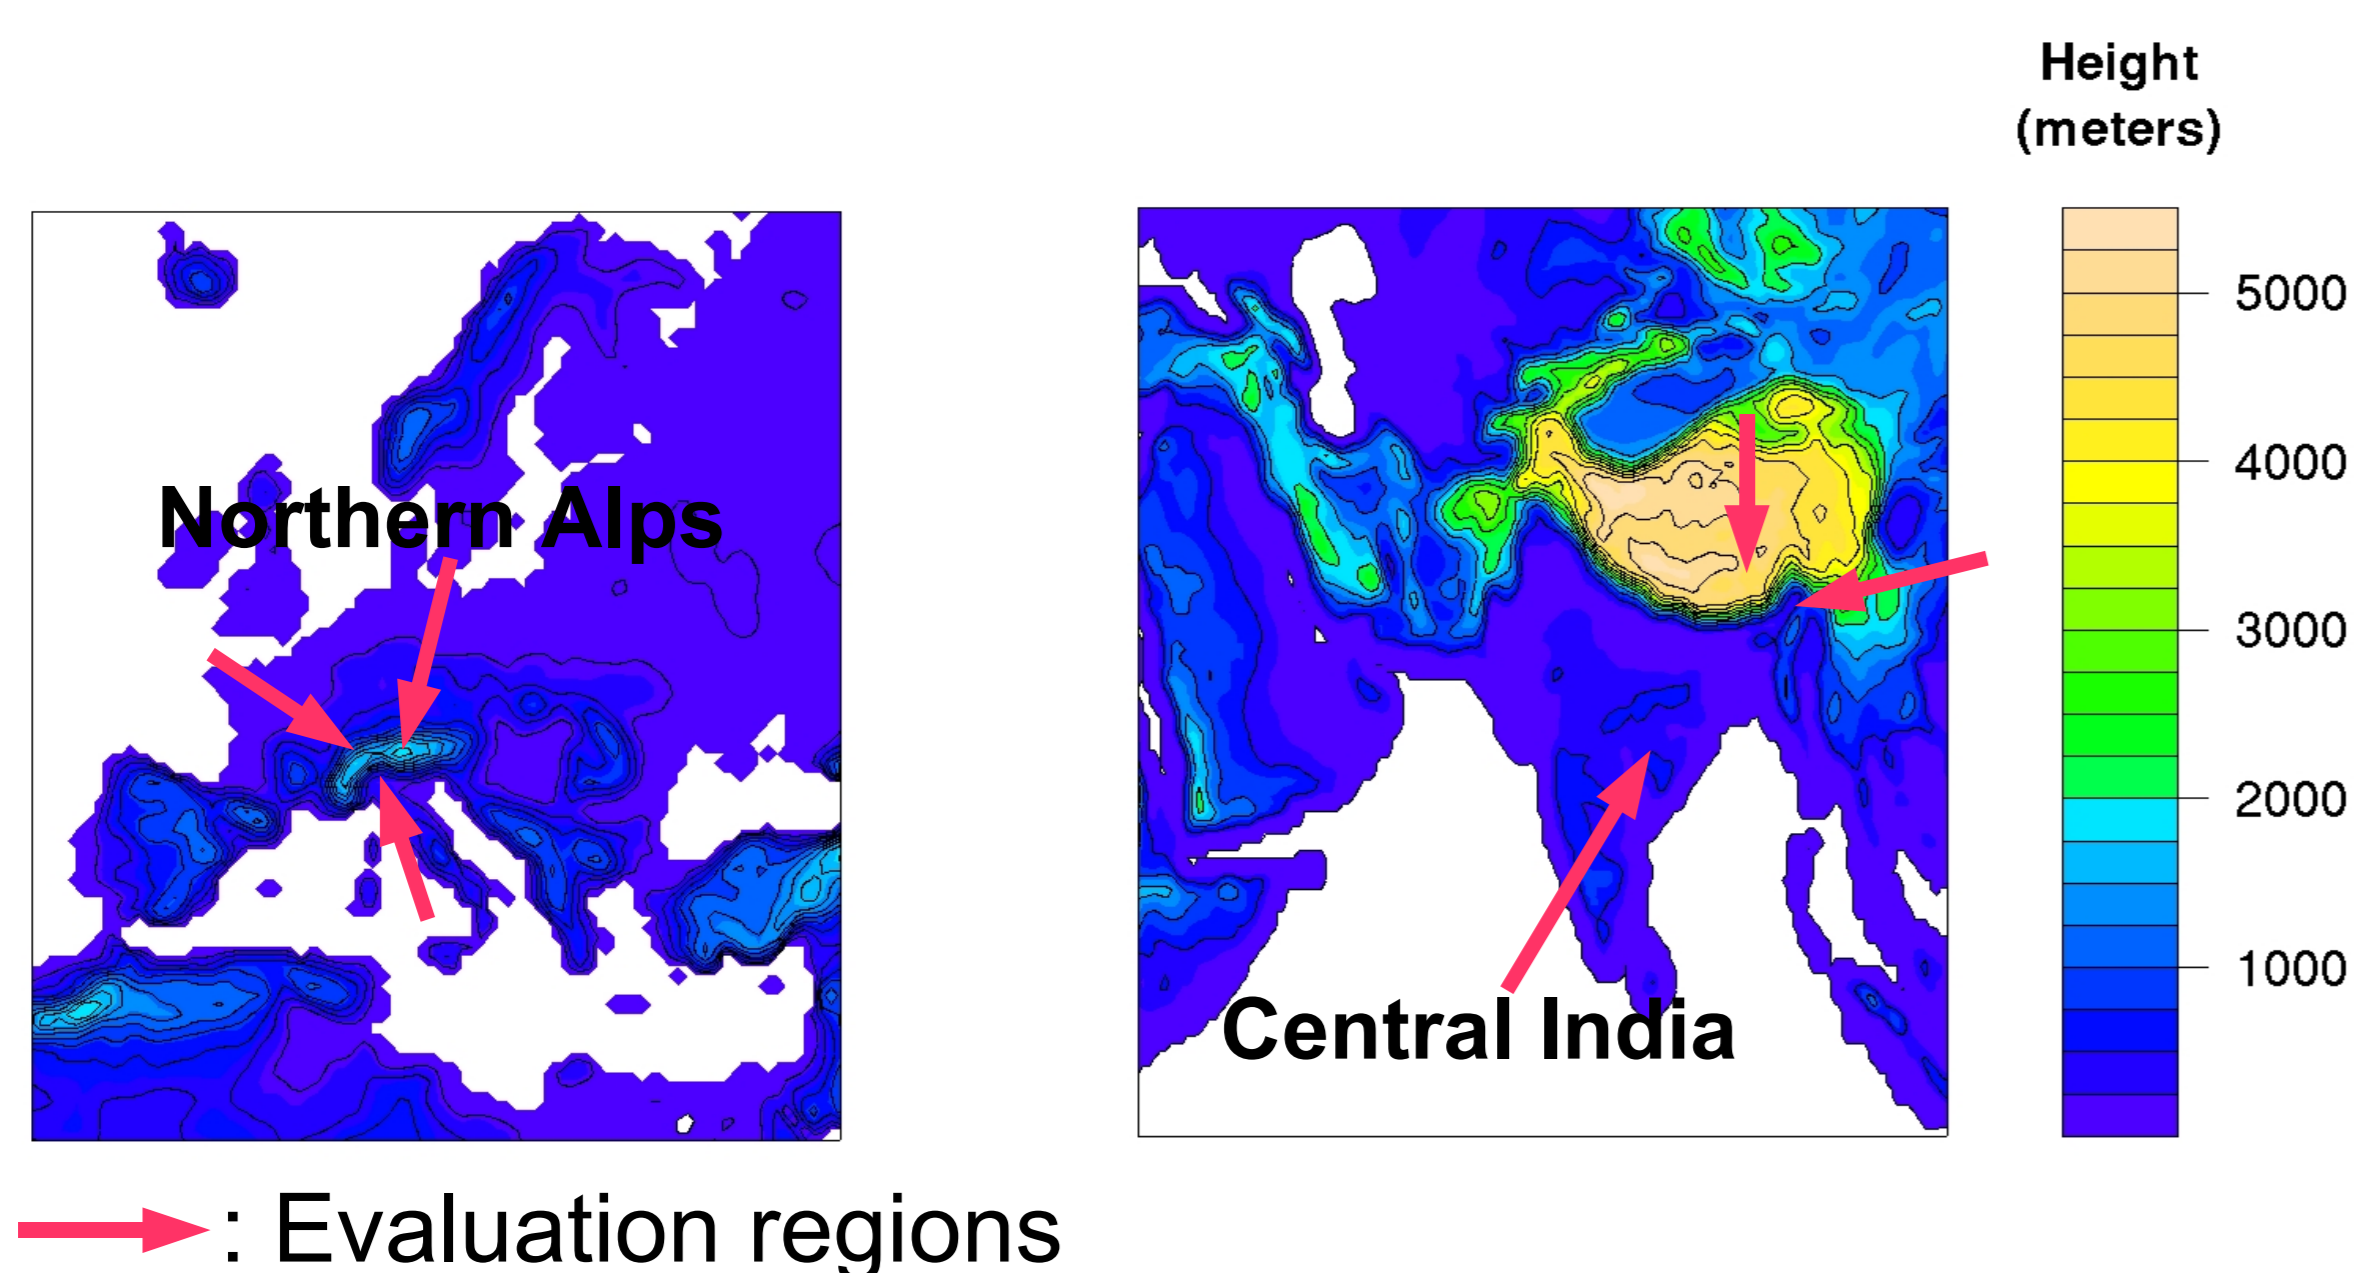 Height
(meters)
Northern Alps
5000
4000
3000
2000
1000
Central India
: Evaluation regions